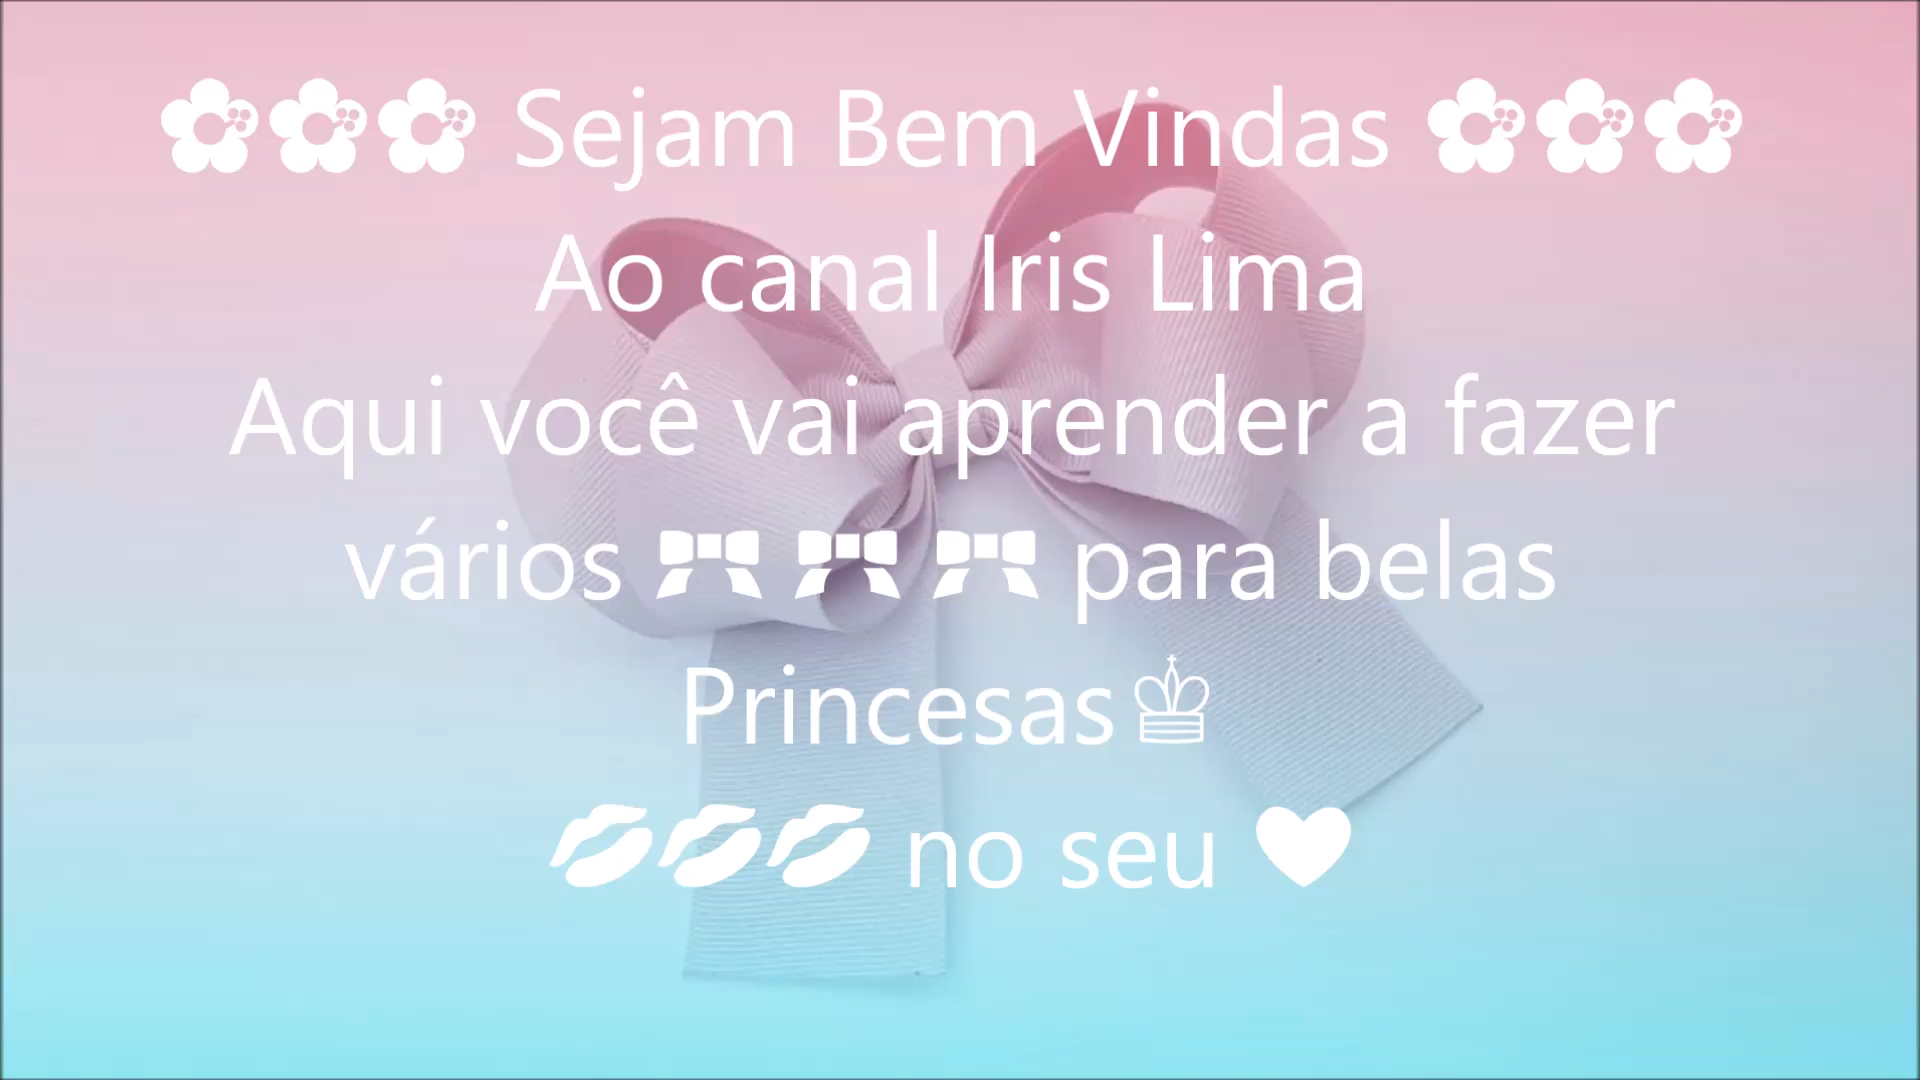 Sejam Bem Vindas
Ao canal Iris Lima
Aqui você vai aprender a fazer
vários para belas
Princesas
no seu